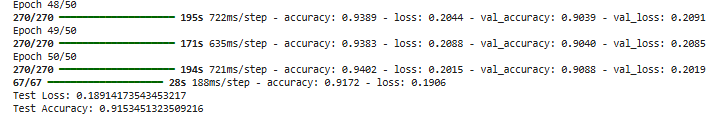 Epoch 48/50
270/270 ━━━━━━━━━━━━━━━━━━━━ 195s 722ms/step - accuracy: 0.9389 - loss: 0.2044 - val_accuracy: 0.9039 - val_loss: 0.2091
Epoch 49/50
270/270 ━━━━━━━━━━━━━━━━━━━━ 171s 635ms/step - accuracy: 0.9383 - loss: 0.2088 - val_accuracy: 0.9040 - val_loss: 0.2085
Epoch 50/50
270/270 ━━━━━━━━━━━━━━━━━━━━ 194s 721ms/step - accuracy: 0.9402 - loss: 0.2015 - val_accuracy: 0.9088 - val_loss: 0.2019
67/67 ━━━━━━━━━━━━━━━━━━━━ 28s 188ms/step - accuracy: 0.9172 - loss: 0.1906
Test Loss: 0.18914173543453217
Test Accuracy: 0.9153451323509216